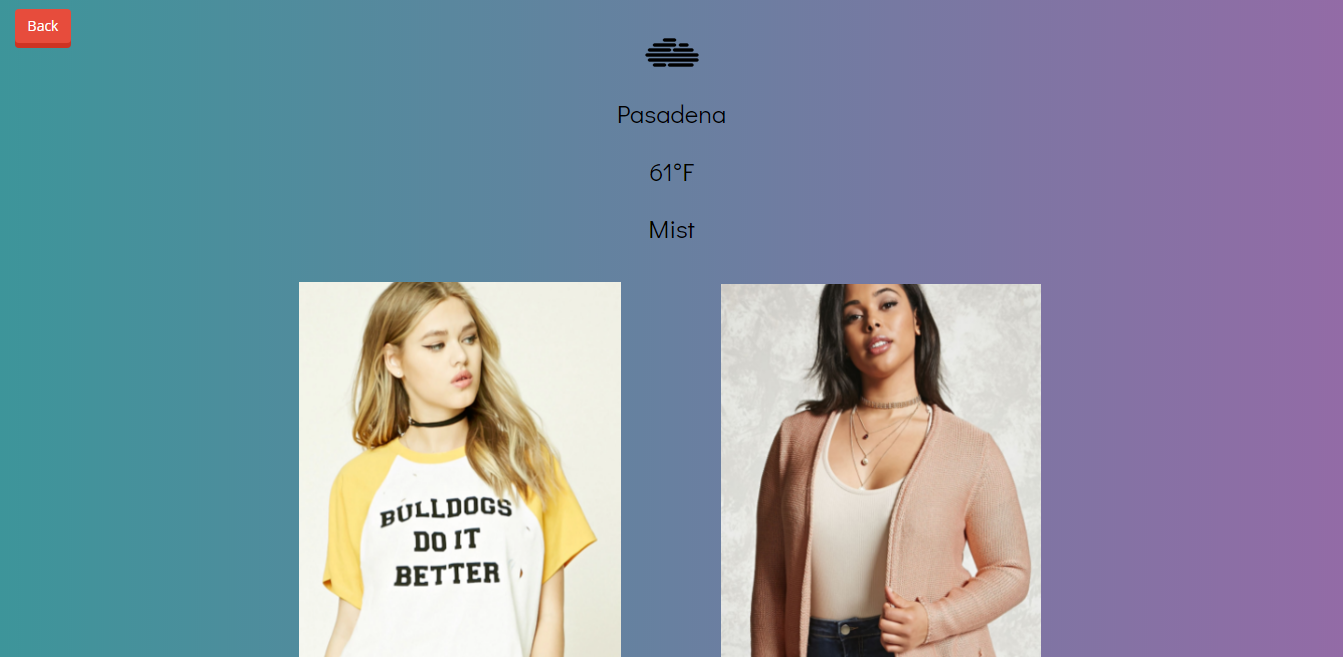 Back
Pasadena
61°F
Mist
BULLDOGS
DO IT
BETTER